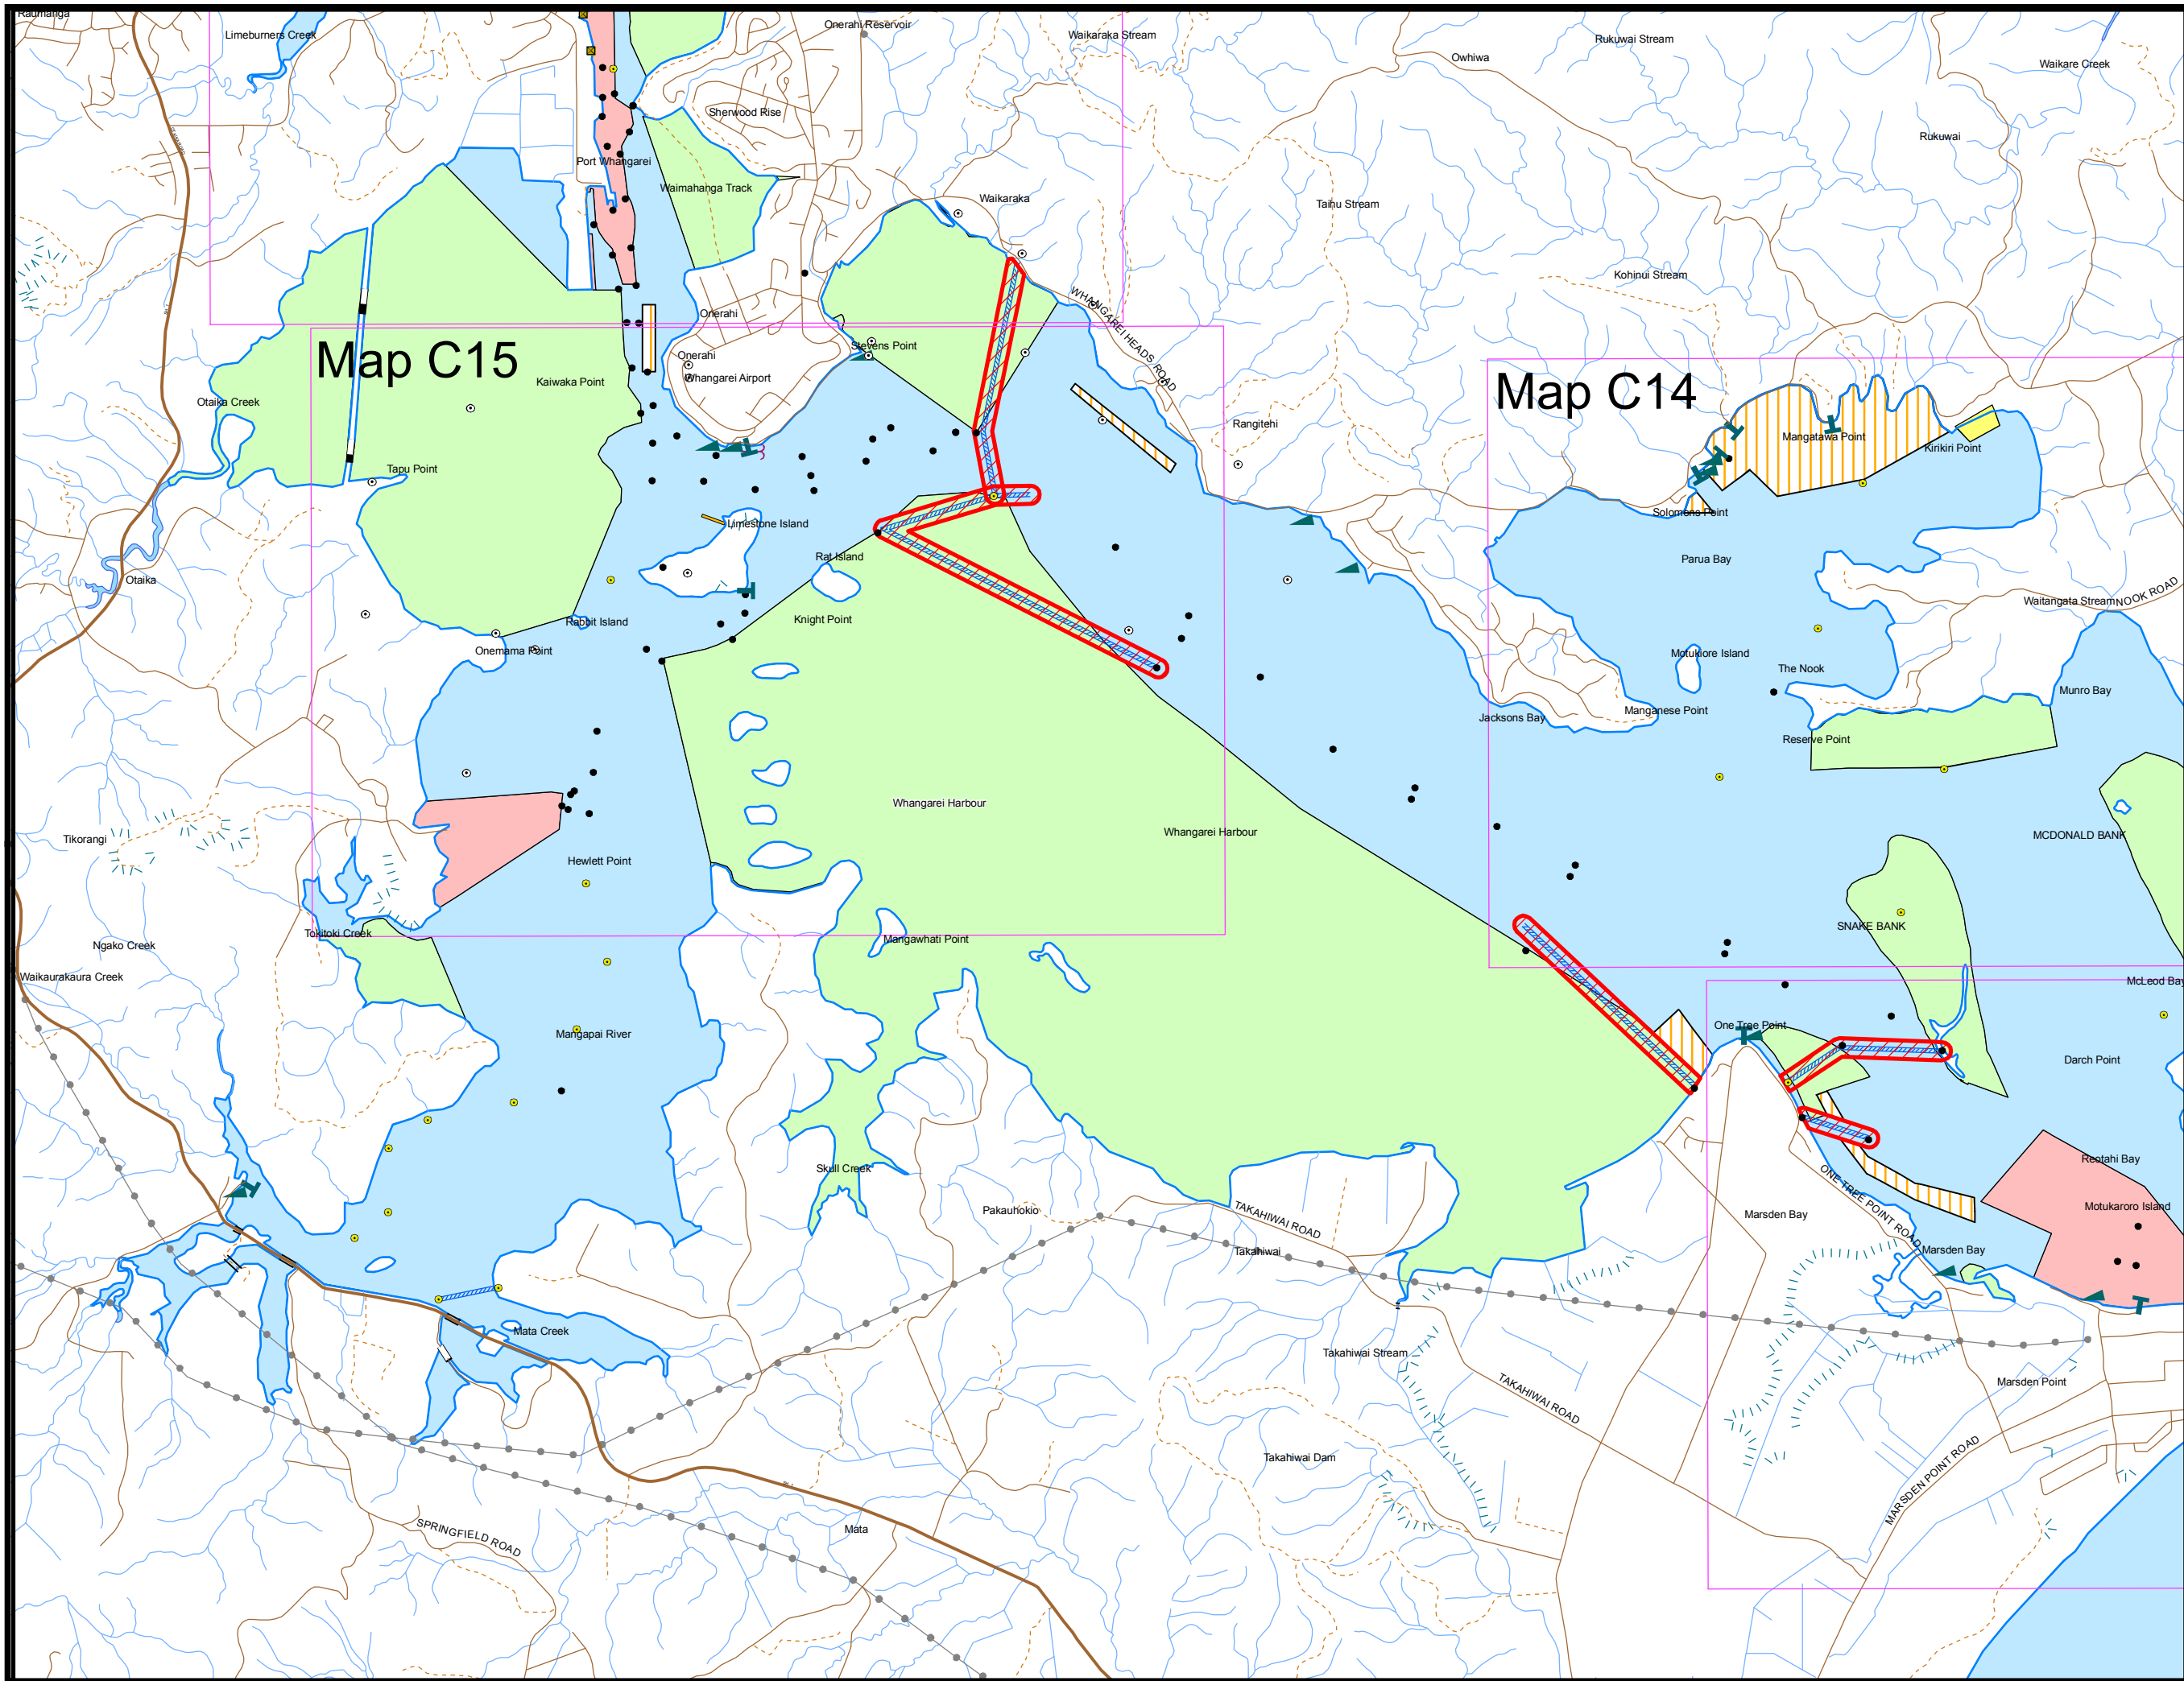 Raumanga
Limeburners Creek
Onerahi Reservoir
Waikaraka Stream
Rukuwai Stream
Owhiwa
Waikare Creek
Sherwood Rise
Rukuwai
Port Whangarei
Waimahanga Track
Waikaraka
Taihu Stream
Kohinui Stream
WHANGAREI HEADS ROAD
Onerahi
Map C15
Stevens Point
Onerahi
Whangarei Airport
Kaiwaka Point
Map C14
Otaika Creek
Rangitehi
Mangatawa Point
Kirikiri Point
Tapu Point
Solomons Point
Limestone Island
Rat Island
Parua Bay
Otaika
Waitangata Stream
NOOK ROAD
Rabbit Island
Knight Point
Onemama Point
Motukiore Island
The Nook
Munro Bay
Manganese Point
Jacksons Bay
Reserve Point
Whangarei Harbour
Whangarei Harbour
MCDONALD BANK
Tikorangi
Hewlett Point
SNAKE BANK
Tokitoki Creek
Mangawhati Point
Ngako Creek
Waikaurakaura Creek
McLeod Bay
One Tree Point
Mangapai River
Darch Point
Reotahi Bay
Skull Creek
ONE TREE POINT ROAD
Motukaroro Island
Pakauhokio
TAKAHIWAI ROAD
Marsden Bay
Takahiwai
Marsden Bay
Mata Creek
Takahiwai Stream
Marsden Point
TAKAHIWAI ROAD
Takahiwai Dam
MARSDEN POINT ROAD
SPRINGFIELD ROAD
Mata